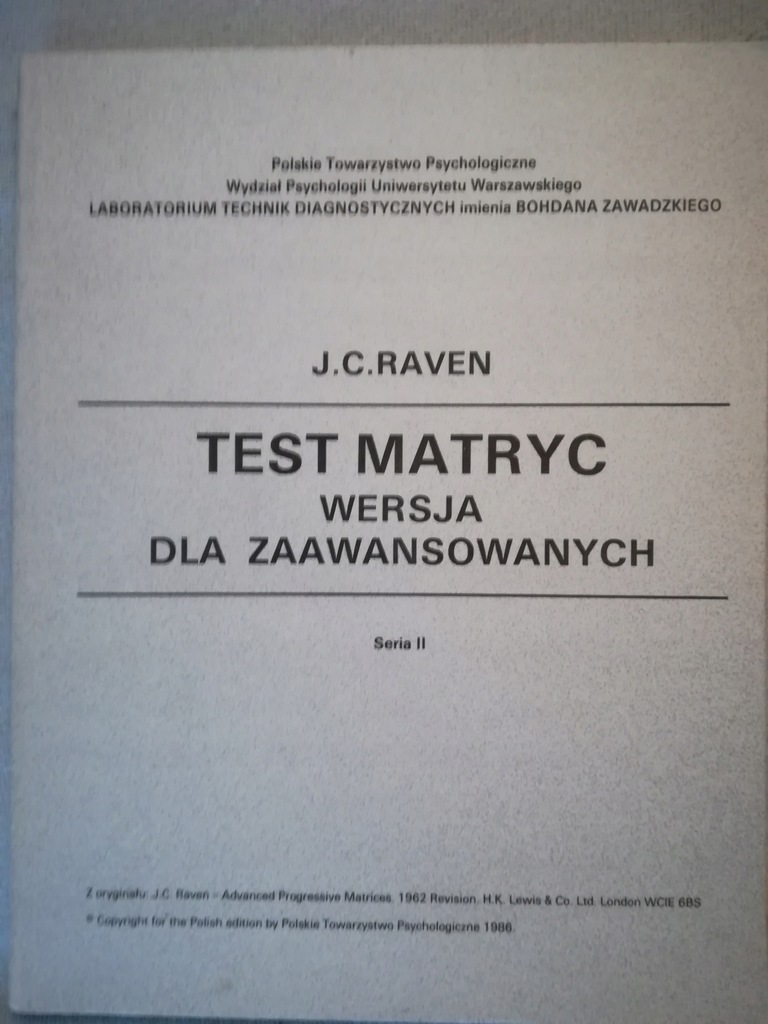 Polskie Towarzystwo Psychologiczne
Wydział Psychologii Uniwersytetu Warszawskiego
LABORATORIUM TECHNIK DIAGNOSTYCZNYCH imienia BOHDANA ZAWADZKIEGO
J.C.RAVEN
TEST MATRYC
WERSJA
DLA ZAAWANSOWANYCH
Seria II
Z oryginału: J.C. Raven - Advanced Progressive Matrices. 1962 Revision. H.K. Lewis & Co. Ltd. London WCIE 6BS
© Copyright for the Polish edition by Polskie Towarzystwo Psychologiczne 1986.